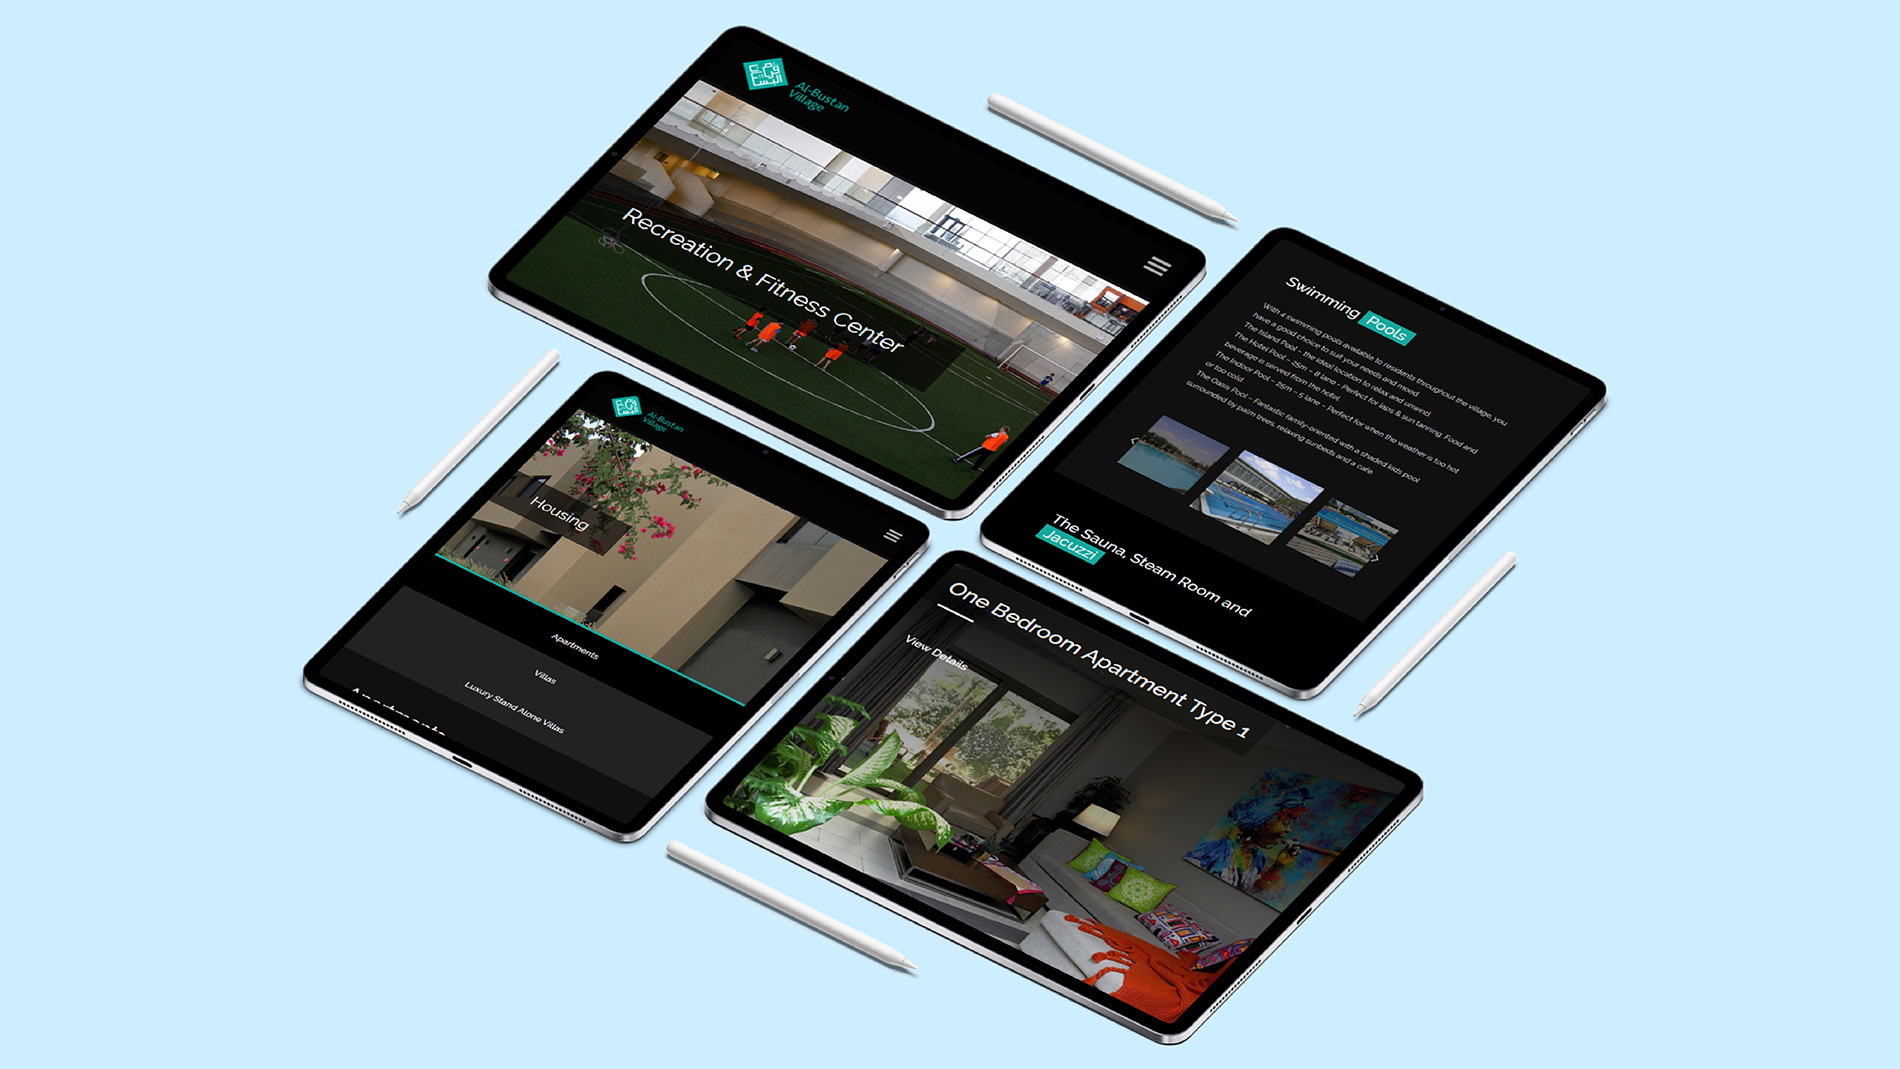 قرية
البستان
Al-Bustan
Village
Recreation & Fitness Center
Swimming Pools
With 4 swimming pools available to residents throughout the village, you
have a good choice to suit your needs and mood.
The Island Pool – the ideal location to relax and unwind.
The Hotel Pool – 25m – 8 lane - Perfect for laps & sun tanning. Food and
beverage is served from the hotel.
The Indoor Pool – 25m – 5 lane – Perfect for when the weather is too hot
or too cold.
The Oasis Pool – Fantastic family-oriented with a shaded kids pool
surrounded by palm trees, relaxing sunbeds and a cafe.
The Sauna, Steam Room and
Jacuzzi
Al-Bustan
Village
Housing
Apartments
Villas
Luxury Stand Alone Villas
Apartments
One Bedroom Apartment Type 1
View Details